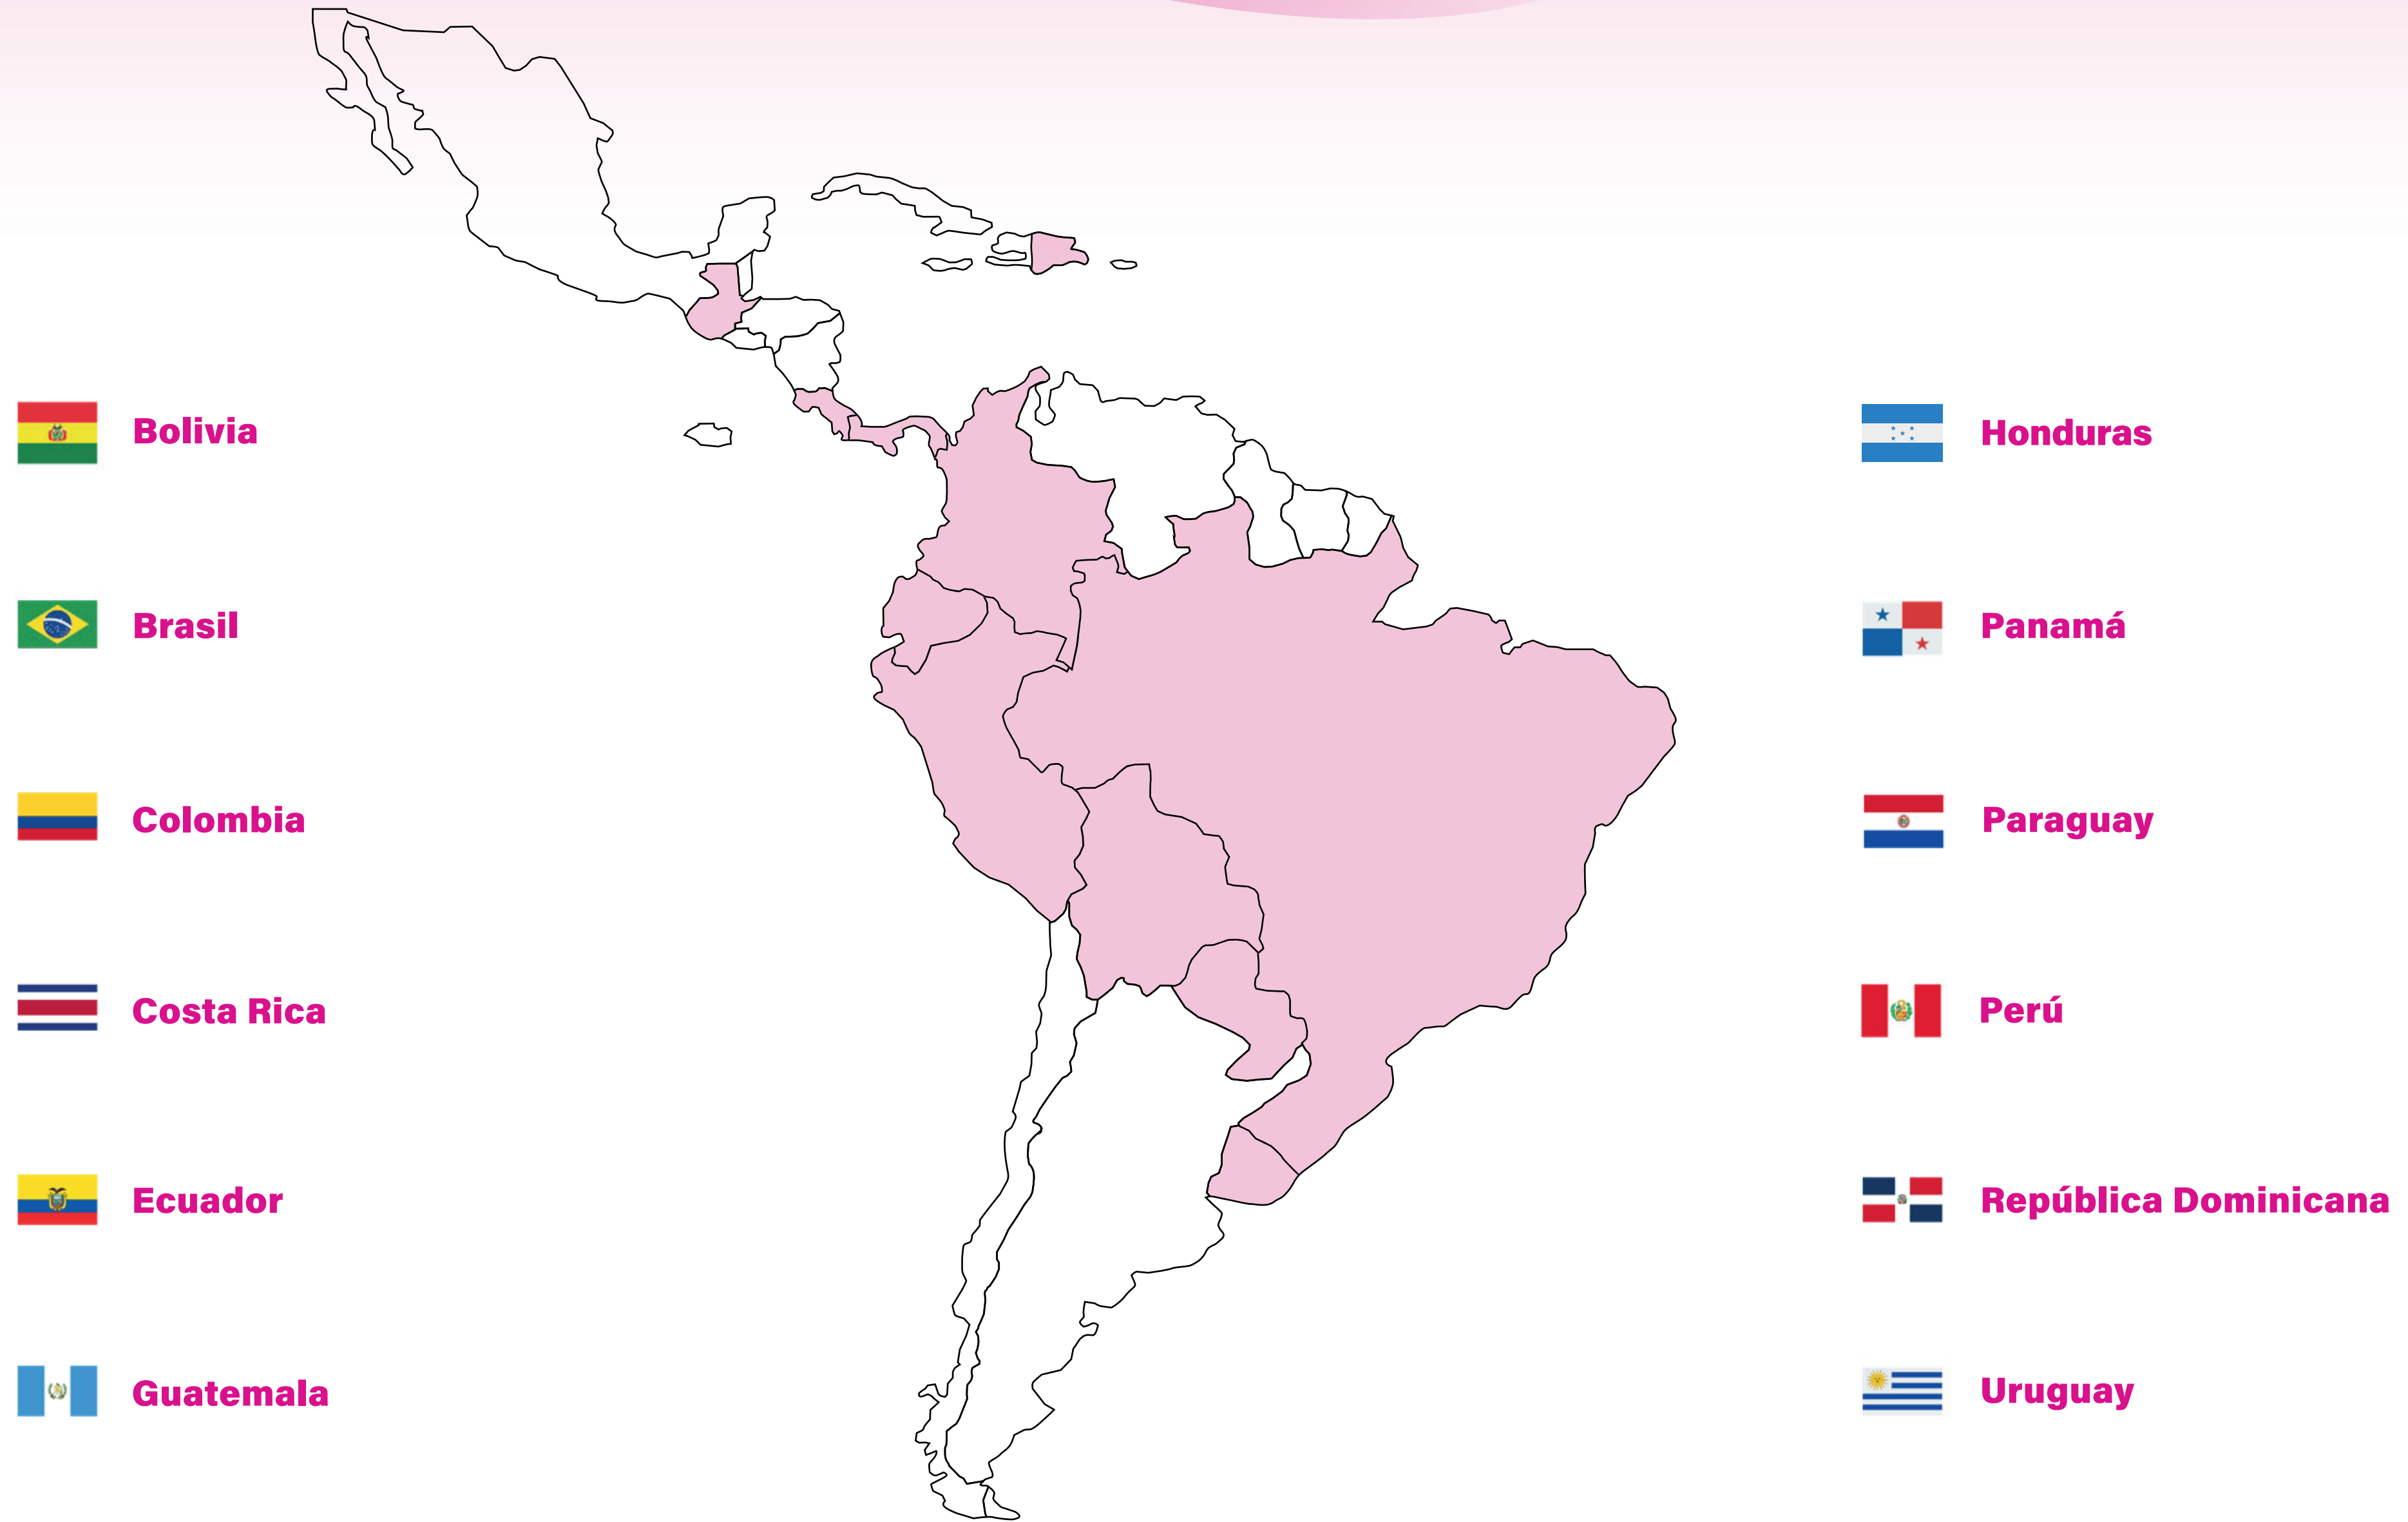 Bolivia
Brasil
Colombia
Costa Rica
Ecuador
Guatemala
Honduras
Panamá
Paraguay
Perú
República Dominicana
Uruguay